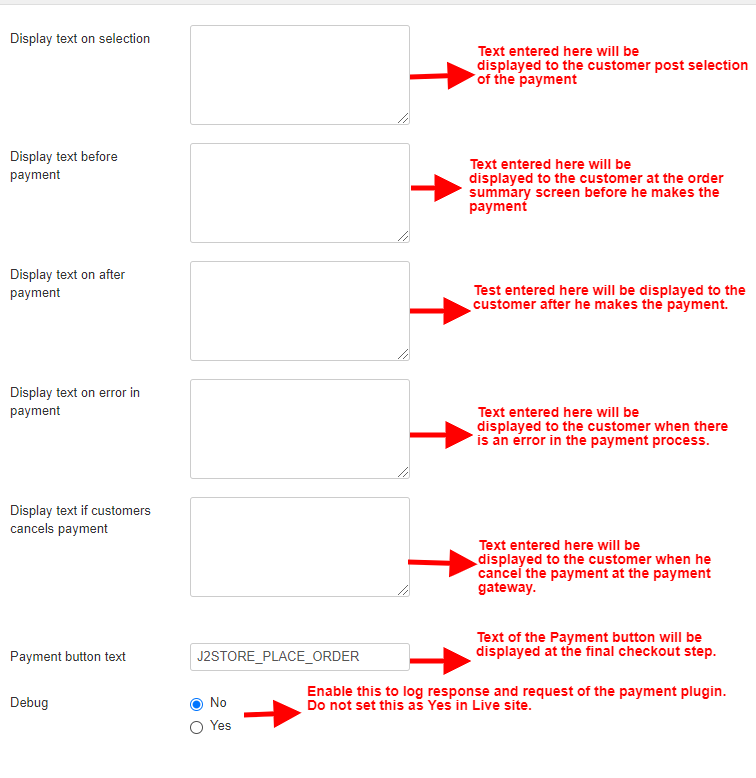 Display text on selection
Text entered here will be
displayed to the customer post selection
of the payment
Display text before
payment
Text entered here will be
displayed to the customer at the order
summary screen before he makes the
payment
Display text on after
payment
Test entered here will be displayed to the
customer after he makes the payment.
Display text on error in
payment
Text entered here will be
displayed to the customer when there
is an error in the payment process.
Display text if customers
cancels payment
Text entered here will be
displayed to the customer when he
cancel the payment at the payment
gateway.
Payment button text
J2STORE_PLACE_ORDER
Text of the Payment button will be
displayed at the final checkout step.
Debug
No
Yes
Enable this to log response and request of the payment plugin.
Do not set this as Yes in Live site.